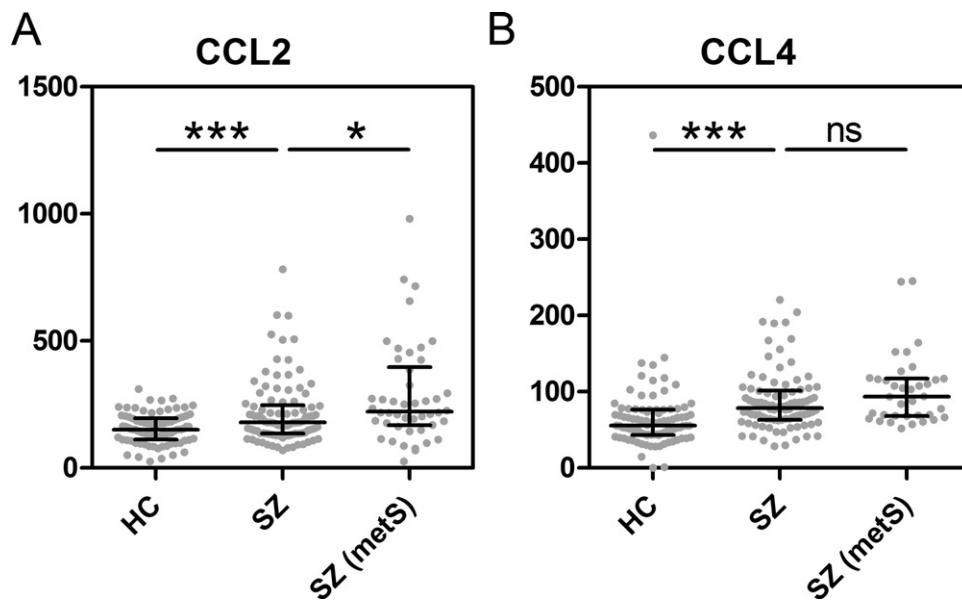 A
CCL2
1500
1000
500
0
***
*
HC
SZ
SZ (metS)
B
CCL4
500
400
300
200
100
0
***
ns
HC
SZ
SZ (metS)